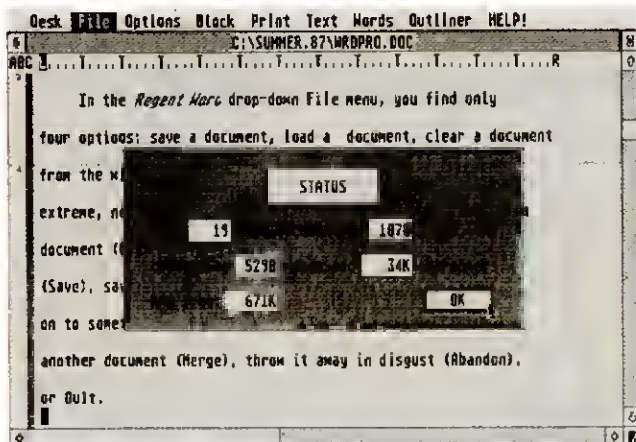 Desk File Options Block Print Text Words Outliner HELP!
C:\SUMMER.87\WRDPRO.DOC
ABC
In the Regent Word drop-down File menu, you find only
four options: save a document, load a document, clear a document
from the
STATUS
extreme,
19
document
5298 34K
(Save),
671K OK
on to
another document (Merge), throw it away in disgust (Abandon),
or Quit.